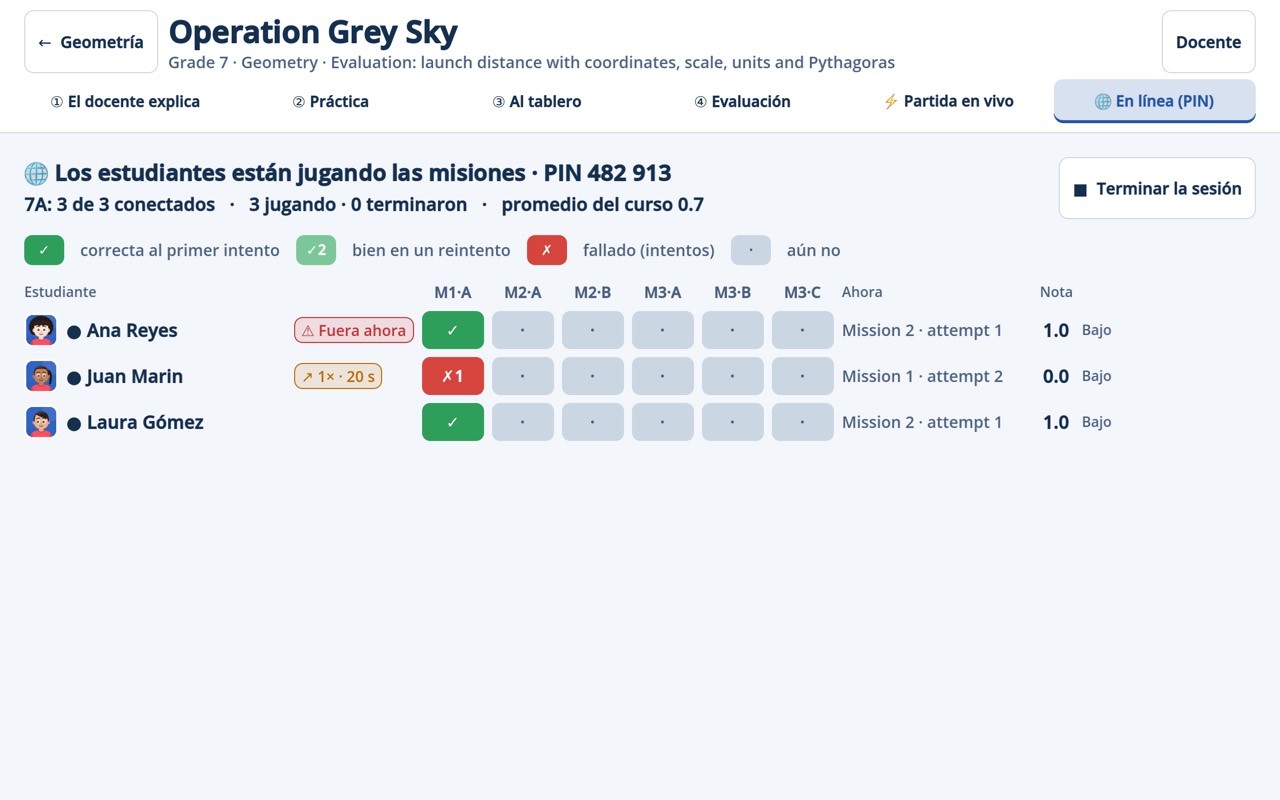 ← Geometría
Operation Grey Sky
Grade 7 · Geometry · Evaluation: launch distance with coordinates, scale, units and Pythagoras
Docente
① El docente explica
② Práctica
③ Al tablero
④ Evaluación
⚡ Partida en vivo
🌐 En línea (PIN)
🌐 Los estudiantes están jugando las misiones · PIN 482 913
7A: 3 de 3 conectados · 3 jugando · 0 terminaron · promedio del curso 0.7
■ Terminar la sesión
✓ correcta al primer intento ✓2 bien en un reintento ✗ fallado (intentos) · aún no
Estudiante M1·A M2·A M2·B M3·A M3·B M3·C Ahora Nota
● Ana Reyes ⚠ Fuera ahora ✓ · · · · · Mission 2 · attempt 1 1.0 Bajo
● Juan Marin ↗ 1× · 20 s ✗1 · · · · · Mission 1 · attempt 2 0.0 Bajo
● Laura Gómez ✓ · · · · · Mission 2 · attempt 1 1.0 Bajo